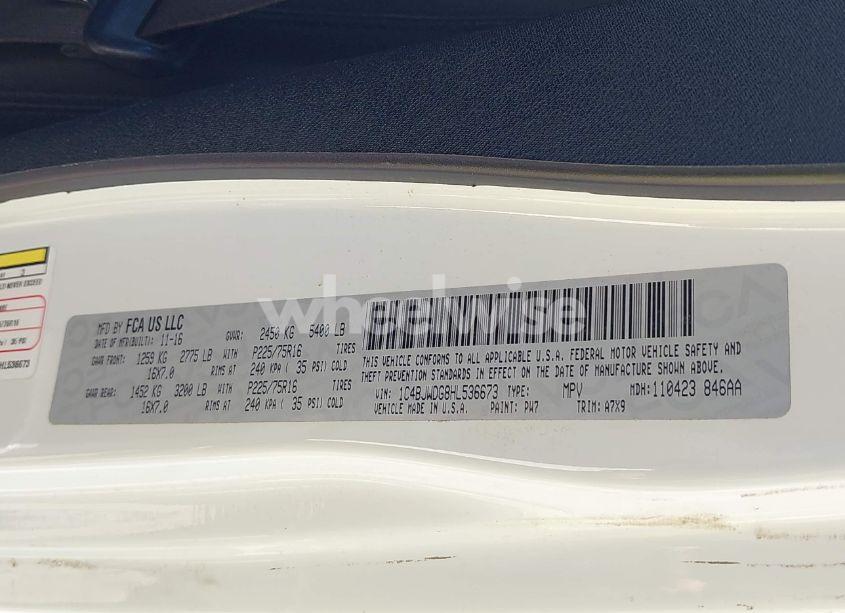 MFD BY FCA US LLC
DATE OF MFR(BUILT): 11-16 GVWR: 2450 KG 5400 LB
GAWR FRONT: 1259 KG 2775 LB WITH P225/75R16 TIRES
16X7.0 RIMS AT 240 KPA ( 35 PSI) COLD
GAWR REAR: 1452 KG 3200 LB WITH P225/75R16 TIRES
16X7.0 RIMS AT 240 KPA ( 35 PSI) COLD
THIS VEHICLE CONFORMS TO ALL APPLICABLE U.S.A. FEDERAL MOTOR VEHICLE SAFETY AND
THEFT PREVENTION STANDARDS IN EFFECT ON THE DATE OF MANUFACTURE SHOWN ABOVE.
VIN: 1C4BJWDG8HL536673 TYPE: MPV MDH: 110423 846AA
VEHICLE MADE IN U.S.A. PAINT: PW7 TRIM: A7X9
wheelwise
EXCEED
HL536673